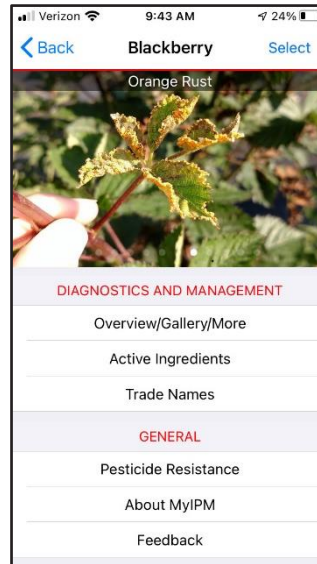 Verizon 9:43 AM 24%
Back Blackberry Select
Orange Rust
DIAGNOSTICS AND MANAGEMENT
Overview/Gallery/More
Active Ingredients
Trade Names
GENERAL
Pesticide Resistance
About MyIPM
Feedback